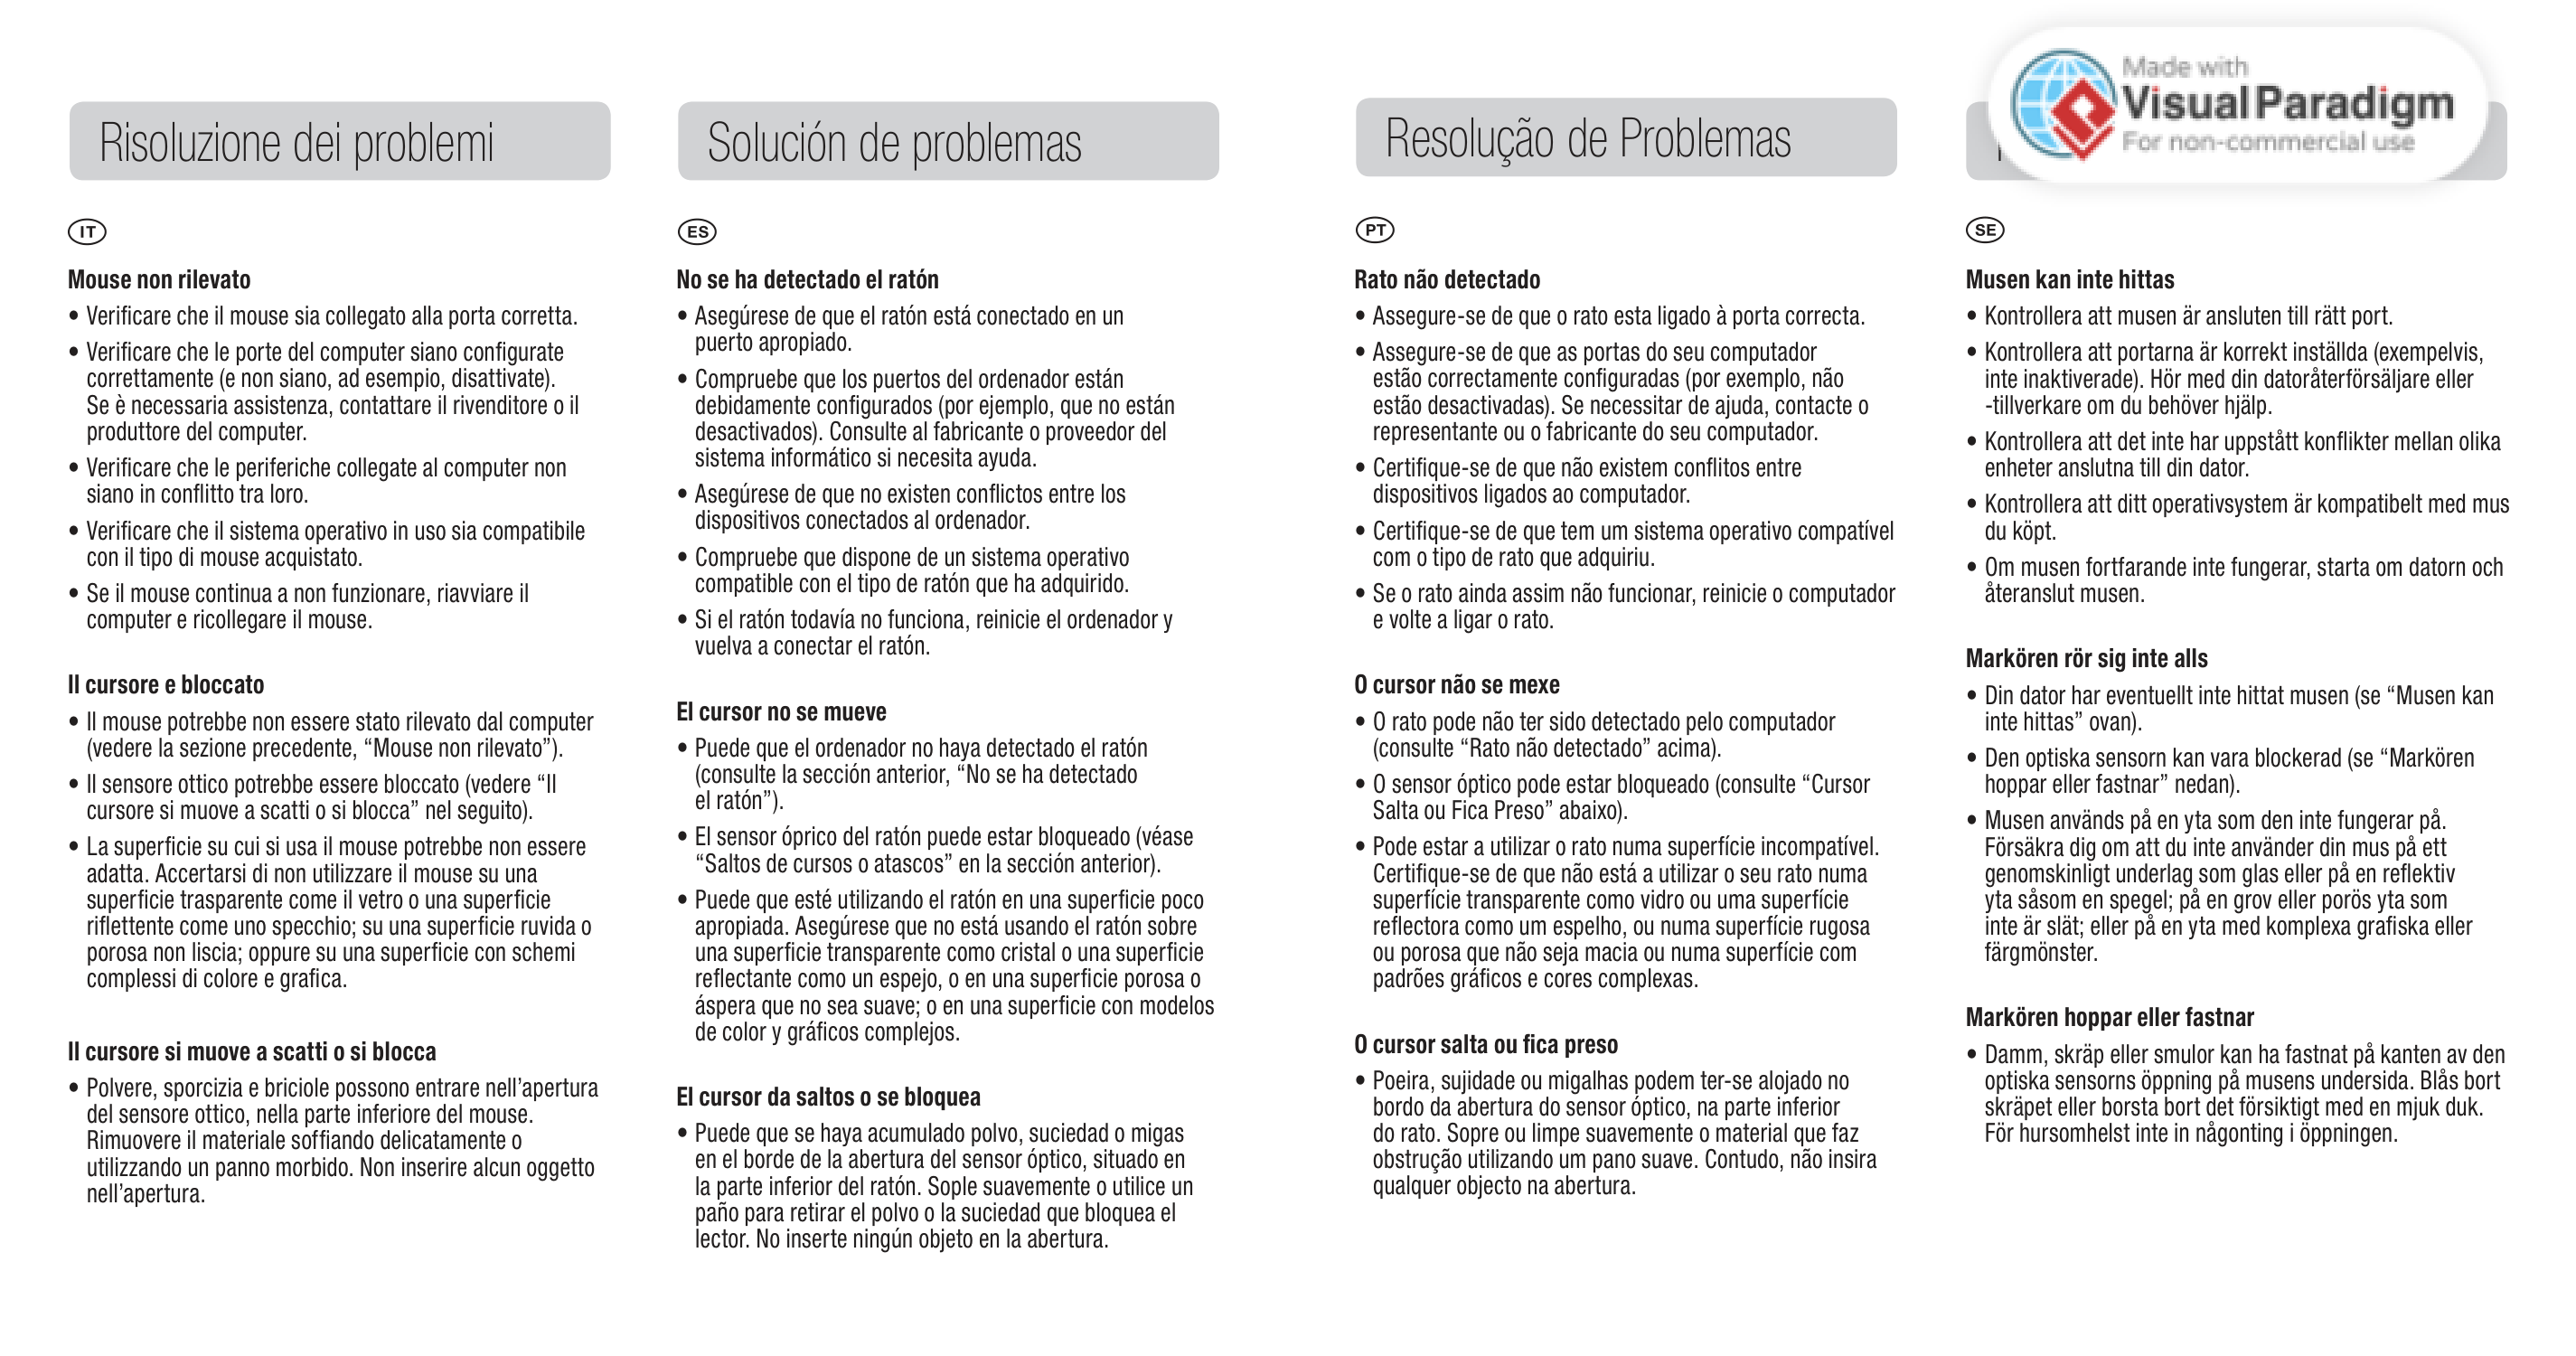 Risoluzione dei problemi
IT
Mouse non rilevato
• Verificare che il mouse sia collegato alla porta corretta.
• Verificare che le porte del computer siano configurate
correttamente (e non siano, ad esempio, disattivate).
Se è necessaria assistenza, contattare il rivenditore o il
produttore del computer.
• Verificare che le periferiche collegate al computer non
siano in conflitto tra loro.
• Verificare che il sistema operativo in uso sia compatibile
con il tipo di mouse acquistato.
• Se il mouse continua a non funzionare, riavviare il
computer e ricollegare il mouse.
Il cursore e bloccato
• Il mouse potrebbe non essere stato rilevato dal computer
(vedere la sezione precedente, “Mouse non rilevato”).
• Il sensore ottico potrebbe essere bloccato (vedere “Il
cursore si muove a scatti o si blocca” nel seguito).
• La superficie su cui si usa il mouse potrebbe non essere
adatta. Accertarsi di non utilizzare il mouse su una
superficie trasparente come il vetro o una superficie
riflettente come uno specchio; su una superficie ruvida o
porosa non liscia; oppure su una superficie con schemi
complessi di colore e grafica.
Il cursore si muove a scatti o si blocca
• Polvere, sporcizia e briciole possono entrare nell’apertura
del sensore ottico, nella parte inferiore del mouse.
Rimuovere il materiale soffiando delicatamente o
utilizzando un panno morbido. Non inserire alcun oggetto
nell’apertura.
Solución de problemas
ES
No se ha detectado el ratón
• Asegúrese de que el ratón está conectado en un
puerto apropiado.
• Compruebe que los puertos del ordenador están
debidamente configurados (por ejemplo, que no están
desactivados). Consulte al fabricante o proveedor del
sistema informático si necesita ayuda.
• Asegúrese de que no existen conflictos entre los
dispositivos conectados al ordenador.
• Compruebe que dispone de un sistema operativo
compatible con el tipo de ratón que ha adquirido.
• Si el ratón todavía no funciona, reinicie el ordenador y
vuelva a conectar el ratón.
El cursor no se mueve
• Puede que el ordenador no haya detectado el ratón
(consulte la sección anterior, “No se ha detectado
el ratón”).
• El sensor óprico del ratón puede estar bloqueado (véase
“Saltos de cursos o atascos” en la sección anterior).
• Puede que esté utilizando el ratón en una superficie poco
apropiada. Asegúrese que no está usando el ratón sobre
una superficie transparente como cristal o una superficie
reflectante como un espejo, o en una superficie porosa o
áspera que no sea suave; o en una superficie con modelos
de color y gráficos complejos.
El cursor da saltos o se bloquea
• Puede que se haya acumulado polvo, suciedad o migas
en el borde de la abertura del sensor óptico, situado en
la parte inferior del ratón. Sople suavemente o utilice un
paño para retirar el polvo o la suciedad que bloquea el
lector. No inserte ningún objeto en la abertura.
Resolução de Problemas
PT
Rato não detectado
• Assegure-se de que o rato esta ligado à porta correcta.
• Assegure-se de que as portas do seu computador
estão correctamente configuradas (por exemplo, não
estão desactivadas). Se necessitar de ajuda, contacte o
representante ou o fabricante do seu computador.
• Certifique-se de que não existem conflitos entre
dispositivos ligados ao computador.
• Certifique-se de que tem um sistema operativo compatível
com o tipo de rato que adquiriu.
• Se o rato ainda assim não funcionar, reinicie o computador
e volte a ligar o rato.
O cursor não se mexe
• O rato pode não ter sido detectado pelo computador
(consulte “Rato não detectado” acima).
• O sensor óptico pode estar bloqueado (consulte “Cursor
Salta ou Fica Preso” abaixo).
• Pode estar a utilizar o rato numa superfície incompatível.
Certifique-se de que não está a utilizar o seu rato numa
superfície transparente como vidro ou uma superfície
reflectora como um espelho, ou numa superfície rugosa
ou porosa que não seja macia ou numa superfície com
padrões gráficos e cores complexas.
O cursor salta ou fica preso
• Poeira, sujidade ou migalhas podem ter-se alojado no
bordo da abertura do sensor óptico, na parte inferior
do rato. Sopre ou limpe suavemente o material que faz
obstrução utilizando um pano suave. Contudo, não insira
qualquer objecto na abertura.
Made with
Visual Paradigm
For non-commercial use
SE
Musen kan inte hittas
• Kontrollera att musen är ansluten till rätt port.
• Kontrollera att portarna är korrekt inställda (exempelvis,
inte inaktiverade). Hör med din datoråterförsäljare eller
-tillverkare om du behöver hjälp.
• Kontrollera att det inte har uppstått konflikter mellan olika
enheter anslutna till din dator.
• Kontrollera att ditt operativsystem är kompatibelt med mus
du köpt.
• Om musen fortfarande inte fungerar, starta om datorn och
återanslut musen.
Markören rör sig inte alls
• Din dator har eventuellt inte hittat musen (se “Musen kan
inte hittas” ovan).
• Den optiska sensorn kan vara blockerad (se “Markören
hoppar eller fastnar” nedan).
• Musen används på en yta som den inte fungerar på.
Försäkra dig om att du inte använder din mus på ett
genomskinligt underlag som glas eller på en reflektiv
yta såsom en spegel; på en grov eller porös yta som
inte är slät; eller på en yta med komplexa grafiska eller
färgmönster.
Markören hoppar eller fastnar
• Damm, skräp eller smulor kan ha fastnat på kanten av den
optiska sensorns öppning på musens undersida. Blås bort
skräpet eller borsta bort det försiktigt med en mjuk duk.
För hursomhelst inte in någonting i öppningen.